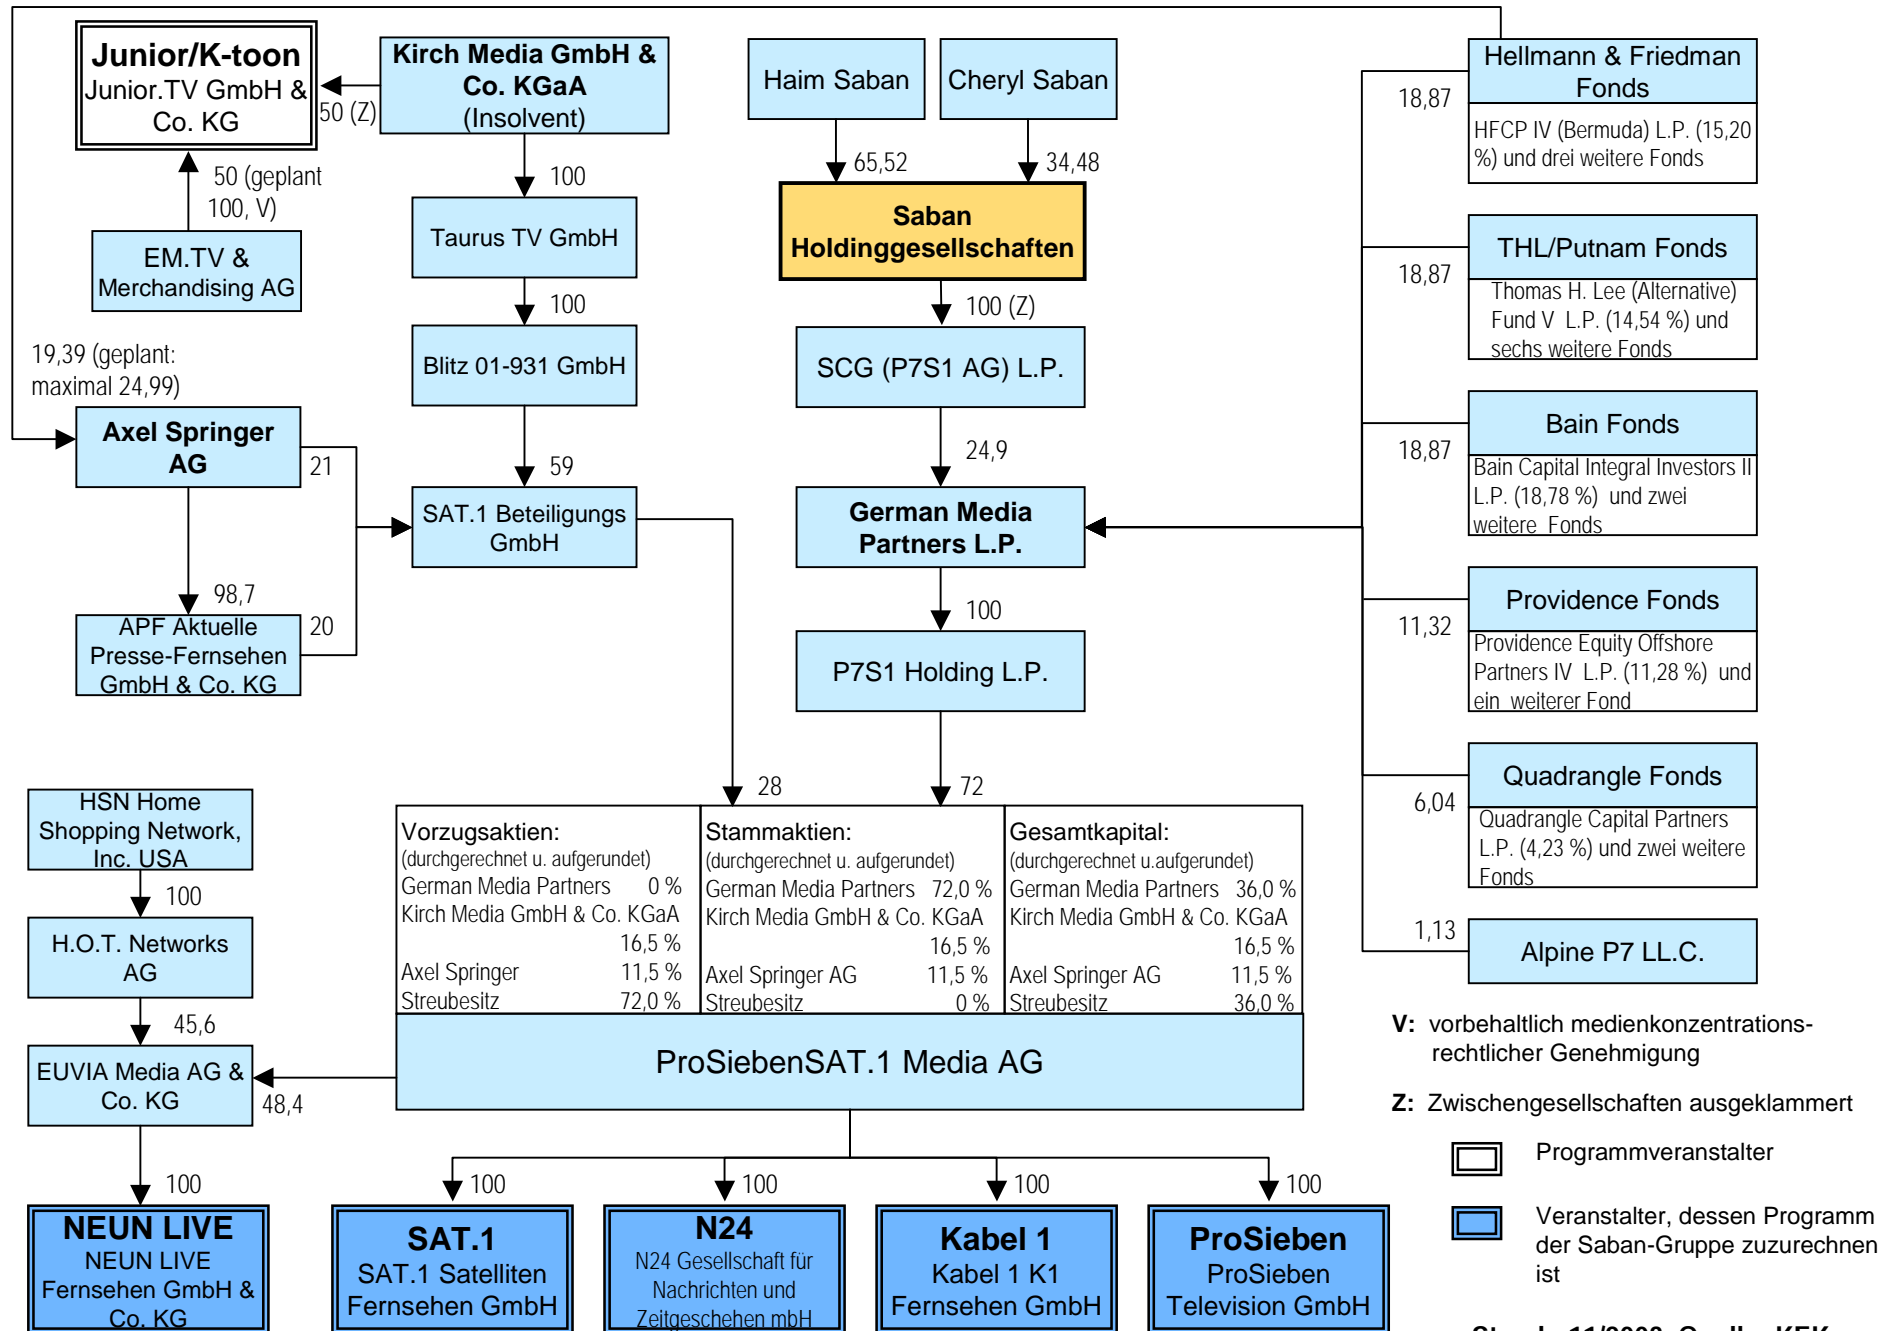 Junior/K-toon
Junior.TV GmbH &
Co. KG
50 (Z)
Kirch Media GmbH &
Co. KGaA
(Insolvent)
Haim Saban
Cheryl Saban
65,52
34,48
Hellmann & Friedman
Fonds
HFCP IV (Bermuda) L.P. (15,20
%) und drei weitere Fonds
18,87
50 (geplant
100, V)
EM.TV &
Merchandising AG
100
Taurus TV GmbH
100
Blitz 01-931 GmbH
59
Saban
Holdinggesellschaften
100 (Z)
SCG (P7S1 AG) L.P.
24,9
THL/Putnam Fonds
Thomas H. Lee (Alternative)
Fund V L.P. (14,54 %) und
sechs weitere Fonds
18,87
19,39 (geplant:
maximal 24,99)
Axel Springer
AG
21
98,7
APF Aktuelle
Presse-Fernsehen
GmbH & Co. KG
20
SAT.1 Beteiligungs
GmbH
German Media
Partners L.P.
100
P7S1 Holding L.P.
Bain Fonds
Bain Capital Integral Investors II
L.P. (18,78 %) und zwei
weitere Fonds
18,87
Providence Fonds
Providence Equity Offshore
Partners IV L.P. (11,28 %) und
ein weiterer Fond
11,32
Quadrangle Fonds
Quadrangle Capital Partners
L.P. (4,23 %) und zwei weitere
Fonds
6,04
Alpine P7 LL.C.
1,13
28
72
HSN Home
Shopping Network,
Inc. USA
100
H.O.T. Networks
AG
45,6
EUVIA Media AG &
Co. KG
48,4
100
Vorzugsaktien:
(durchgerechnet u. aufgerundet)
German Media Partners 0 %
Kirch Media GmbH & Co. KGaA
16,5 %
Axel Springer 11,5 %
Streubesitz 72,0 %
Stammaktien:
(durchgerechnet u. aufgerundet)
German Media Partners 72,0 %
Kirch Media GmbH & Co. KGaA
16,5 %
Axel Springer AG 11,5 %
Streubesitz 0 %
Gesamtkapital:
(durchgerechnet u.aufgerundet)
German Media Partners 36,0 %
Kirch Media GmbH & Co. KGaA
16,5 %
Axel Springer AG 11,5 %
Streubesitz 36,0 %
ProSiebenSAT.1 Media AG
100
100
100
100
NEUN LIVE
NEUN LIVE
Fernsehen GmbH &
Co. KG
SAT.1
SAT.1 Satelliten
Fernsehen GmbH
N24
N24 Gesellschaft für
Nachrichten und
Zeitgeschehen mbH
Kabel 1
Kabel 1 K1
Fernsehen GmbH
ProSieben
ProSieben
Television GmbH
V: vorbehaltlich medienkonzentrations-
rechtlicher Genehmigung
Z: Zwischengesellschaften ausgeklammert
Programmveranstalter
Veranstalter, dessen Programm
der Saban-Gruppe zuzurechnen
ist